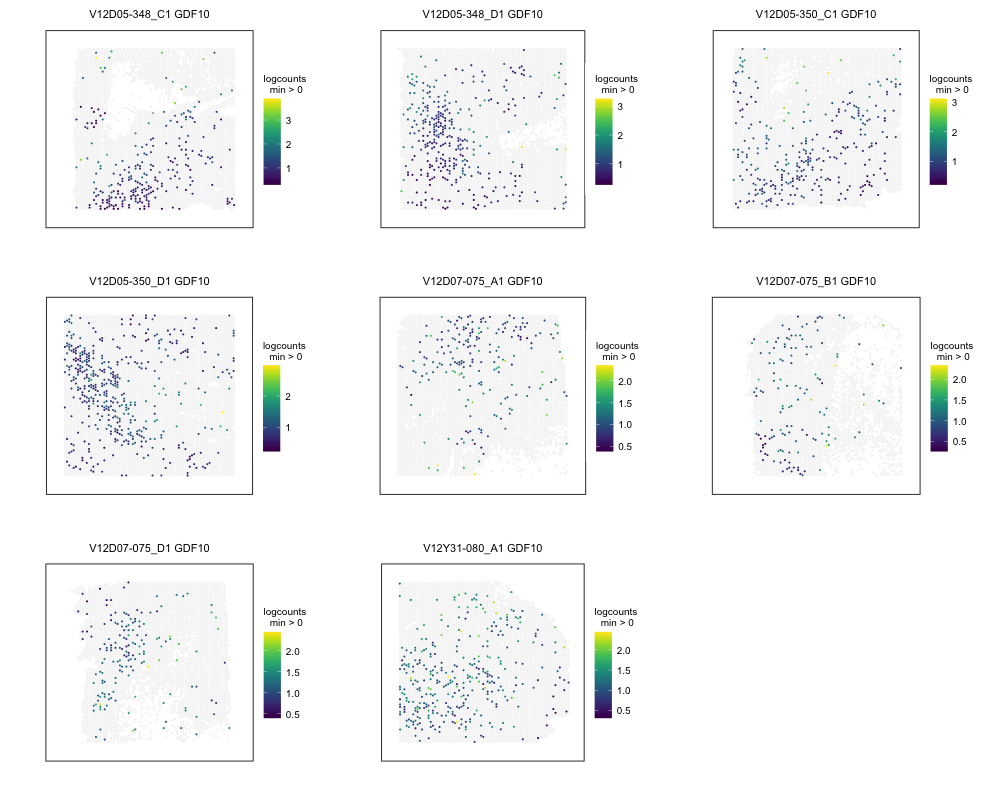 V12D05-348_C1 GDF10
logcounts
min > 0
3
2
1
V12D05-348_D1 GDF10
logcounts
min > 0
3
2
1
V12D05-350_C1 GDF10
logcounts
min > 0
3
2
1
V12D05-350_D1 GDF10
logcounts
min > 0
2
1
V12D07-075_A1 GDF10
logcounts
min > 0
2.0
1.5
1.0
0.5
V12D07-075_B1 GDF10
logcounts
min > 0
2.0
1.5
1.0
0.5
V12D07-075_D1 GDF10
logcounts
min > 0
2.0
1.5
1.0
0.5
V12Y31-080_A1 GDF10
logcounts
min > 0
2.0
1.5
1.0
0.5